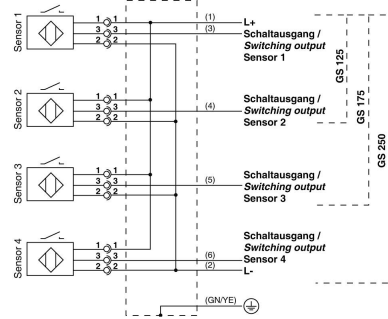 Sensor 1
1 1 (1) L+
3 3 (3) Schaltausgang /
2 2 Switching output
Sensor 1
Sensor 2
1 1 Schaltausgang /
3 3 (4) Switching output
2 2 Sensor 2
Sensor 3
1 1 Schaltausgang /
3 3 (5) Switching output
2 2 Sensor 3
Sensor 4
Schaltausgang /
1 1 Switching output
3 3 (6) Sensor 4
2 2 (2) L-
(GN/YE)
GS 125
GS 175
GS 250